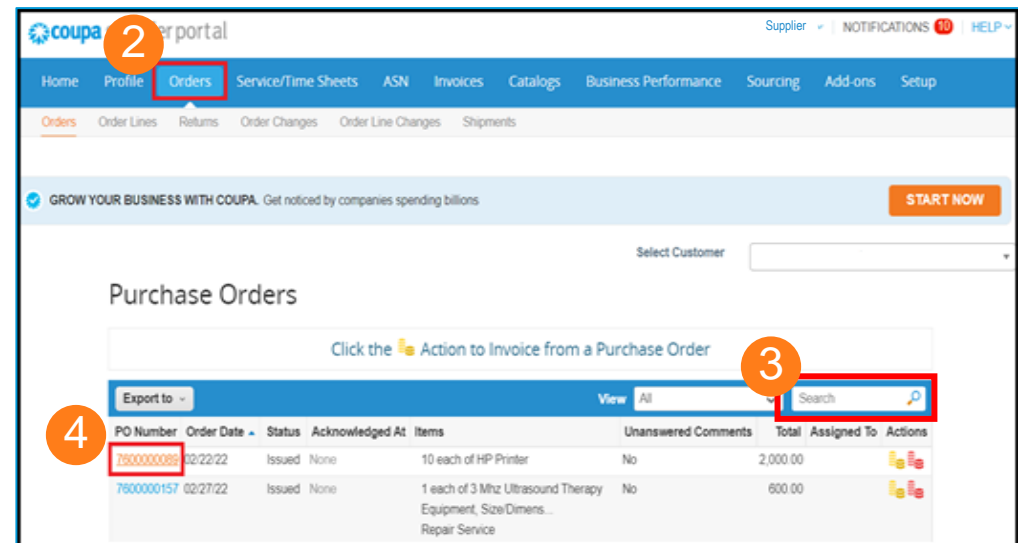 coupa er portal
2
Supplier NOTIFICATIONS 10 HELP
Home Profile Orders Service/Time Sheets ASN Invoices Catalogs Business Performance Sourcing Add-ons Setup
Orders Order Lines Returns Order Changes Order Line Changes Shipments
GROW YOUR BUSINESS WITH COUPA. Get noticed by companies spending billions
START NOW
Select Customer
Purchase Orders
Click the Action to Invoice from a Purchase Order
3
Export to
View All
Search
4
PO Number Order Date Status Acknowledged At Items Unanswered Comments Total Assigned To Actions
7600000089 02/22/22 Issued None 10 each of HP Printer No 2,000.00
7600000157 02/27/22 Issued None 1 each of 3 Mhz Ultrasound Therapy No 600.00
Equipment, Size/Dimens...
Repair Service